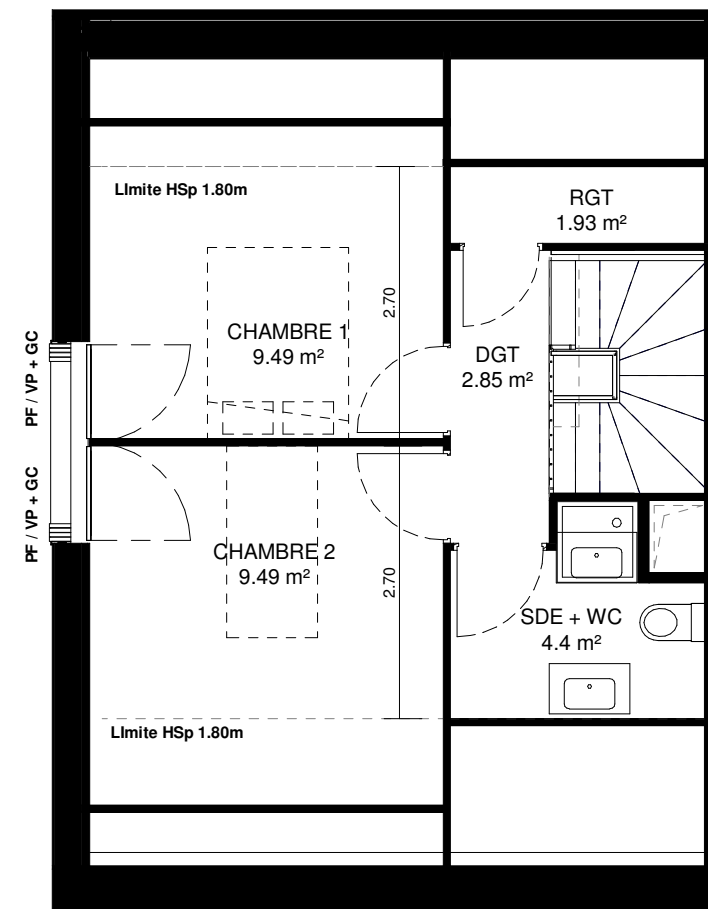 LImite HSp 1.80m
RGT
1.93 m²
2.70
CHAMBRE 1
9.49 m²
DGT
2.85 m²
PF / VP + GC
PF / VP + GC
CHAMBRE 2
9.49 m²
2.70
SDE + WC
4.4 m²
LImite HSp 1.80m